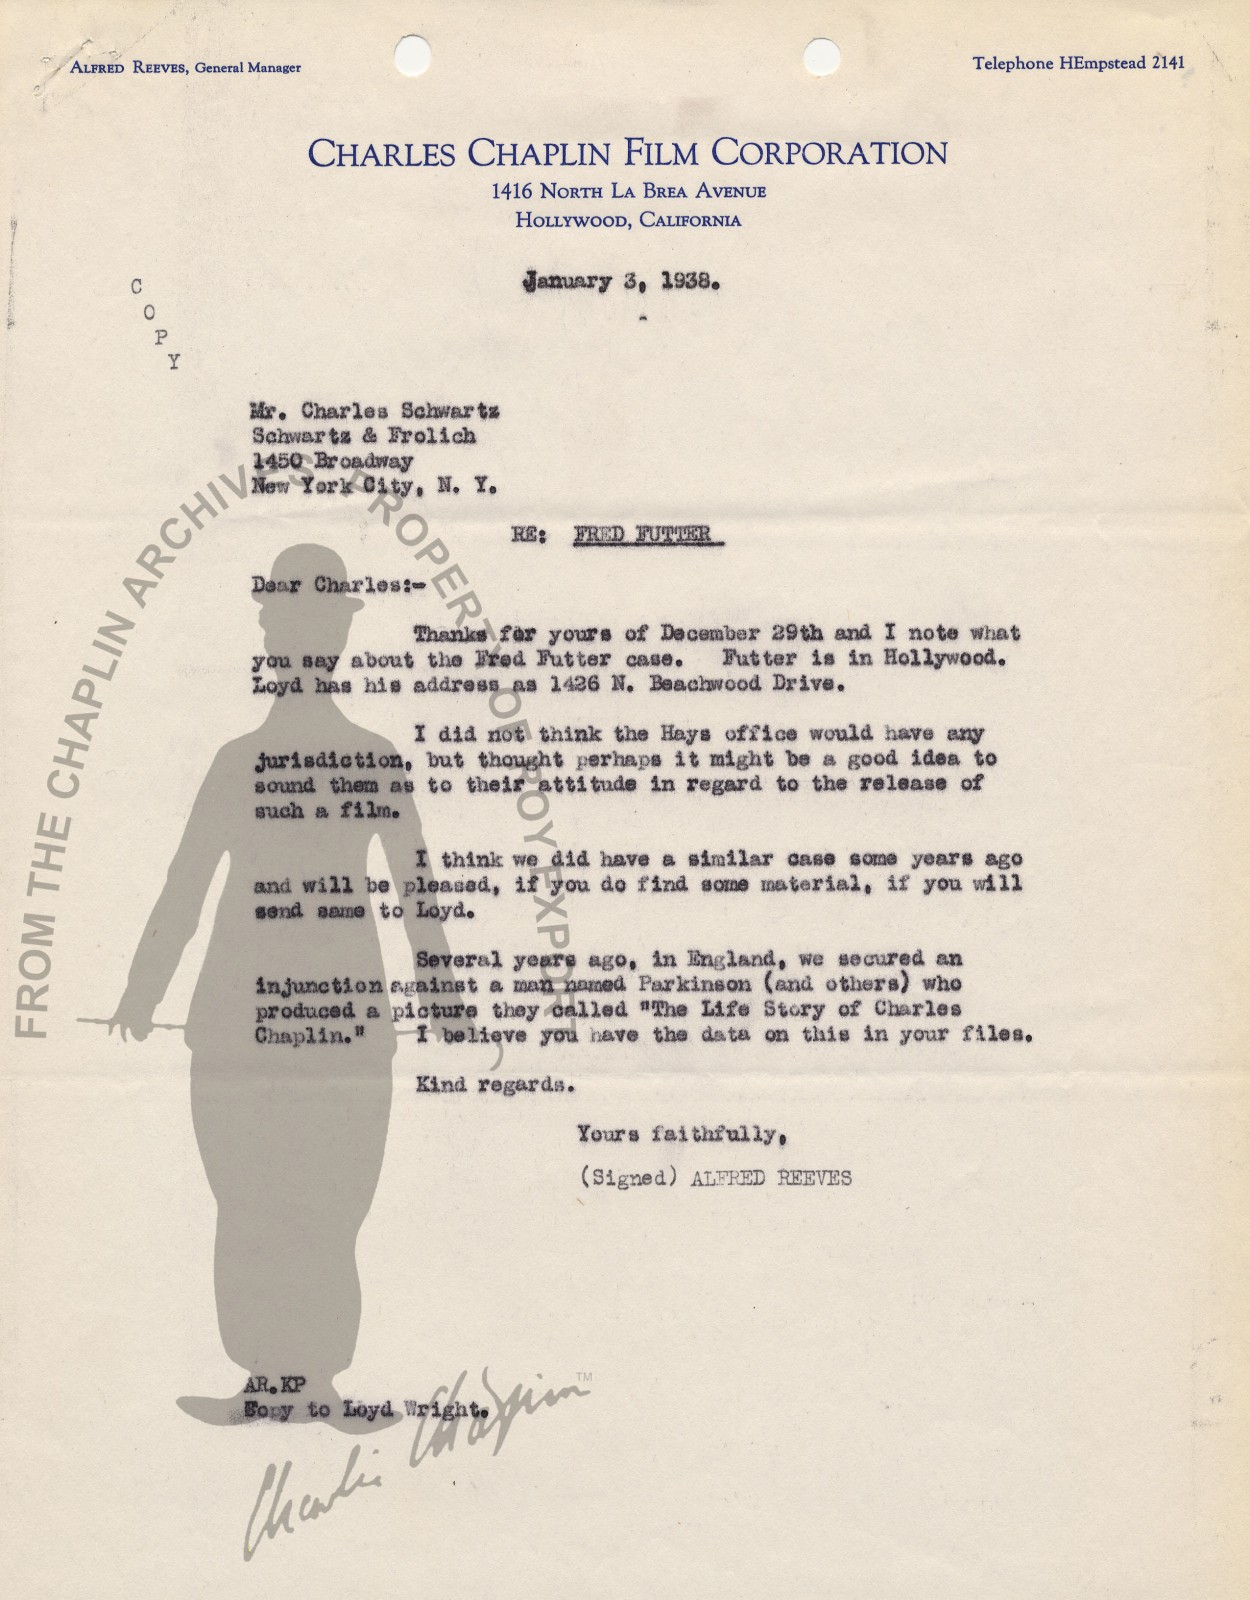 ALFRED REEVES, General Manager
Telephone HEmpstead 2141
CHARLES CHAPLIN FILM CORPORATION
1416 NORTH LA BREA AVENUE
HOLLYWOOD, CALIFORNIA
January 3, 1938.
C
O
P
Y
Mr. Charles Schwartz
Schwartz & Frolich
1450 Broadway
New York City, N. Y.
RE: FRED FUTTER
Dear Charles:-
Thanks for yours of December 29th and I note what
you say about the Fred Futter case. Futter is in Hollywood.
Loyd has his address as 1426 N. Beachwood Drive.
I did not think the Hays office would have any
jurisdiction, but thought perhaps it might be a good idea to
sound them as to their attitude in regard to the release of
such a film.
I think we did have a similar case some years ago
and will be pleased, if you do find some material, if you will
send same to Loyd.
Several years ago, in England, we secured an
injunction against a man named Parkinson (and others) who
produced a picture they called "The Life Story of Charles
Chaplin." I believe you have the data on this in your files.
Kind regards.
Yours faithfully,
(Signed) ALFRED REEVES
AR.KP
Copy to Loyd Wright.
FROM THE CHAPLIN ARCHIVES PROPERTY OF ROY EXPORT
Charlie Chaplin™